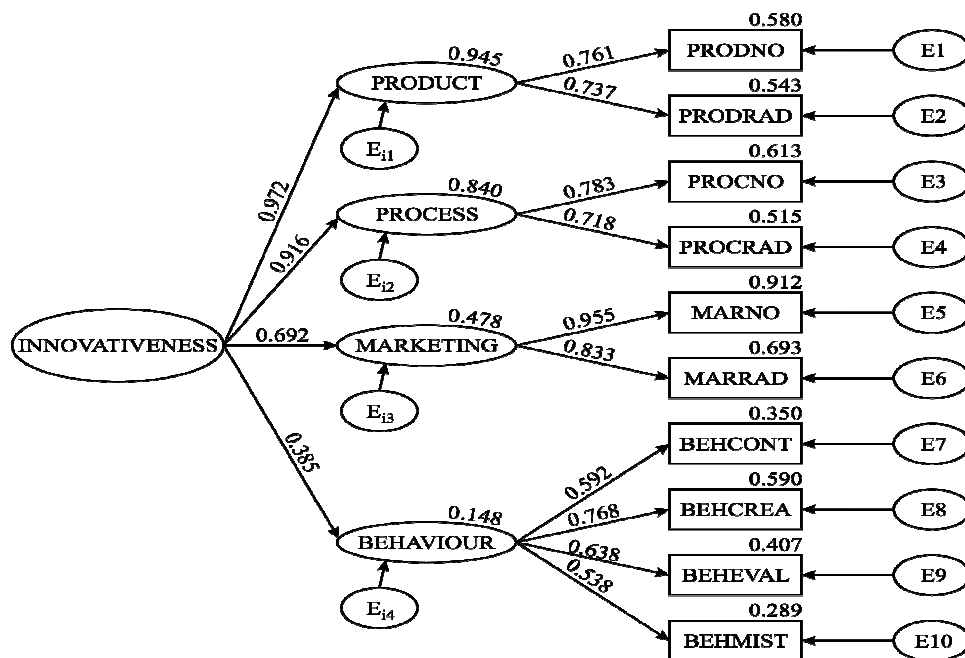 0.580
PRODNO
E1
0.945
PRODUCT
0.761
0.737
0.543
PRODRAD
E2
Ei1
0.972
0.613
PROCNO
E3
0.840
PROCESS
0.783
0.718
0.515
PROCRAD
E4
Ei2
0.916
0.912
MARNO
E5
INNOVATIVENESS
0.692
0.478
MARKETING
0.955
0.833
0.693
MARRAD
E6
Ei3
0.385
0.350
BEHCONT
E7
0.592
0.590
BEHCREA
E8
0.148
BEHAVIOUR
0.768
0.638
0.538
0.407
BEHEVAL
E9
Ei4
0.289
BEHMIST
E10